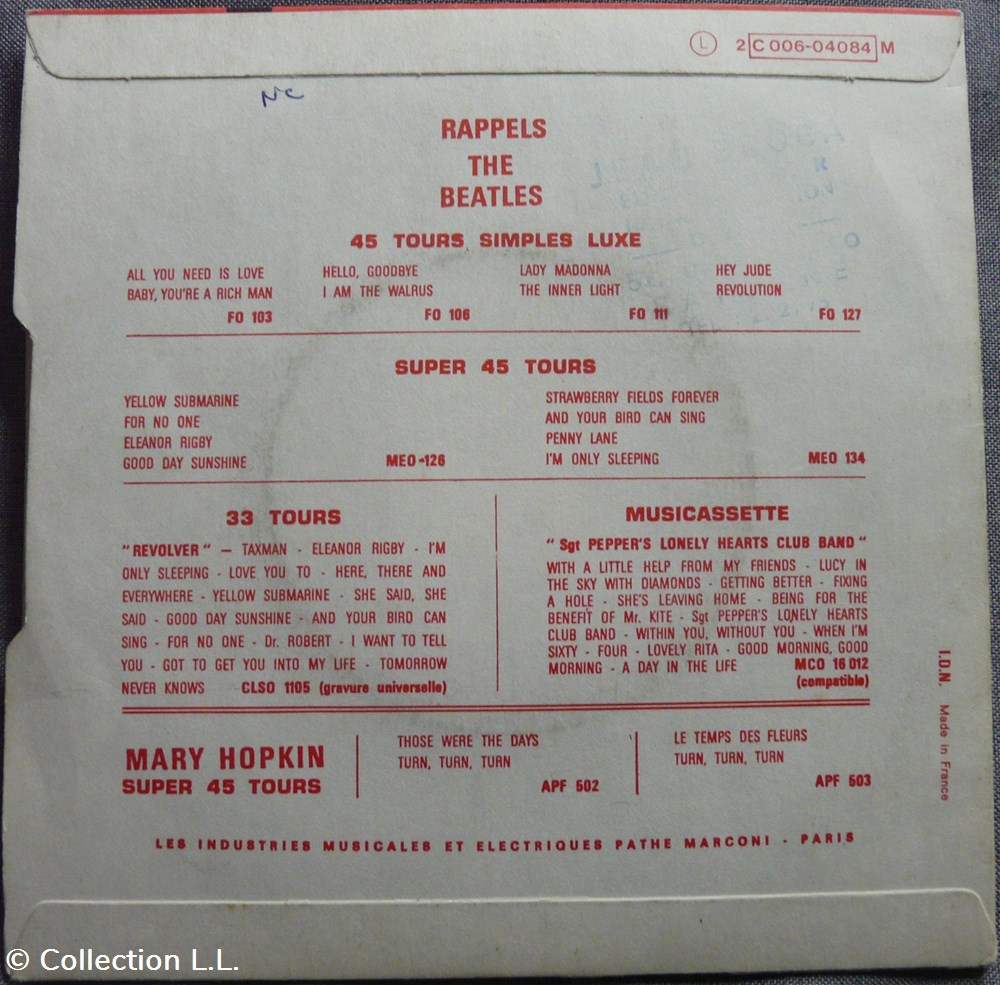 Ⓛ 2 C 006-04084 M
NC
RAPPELS
THE
BEATLES
45 TOURS SIMPLES LUXE
ALL YOU NEED IS LOVE
BABY, YOU'RE A RICH MAN
FO 103
HELLO, GOODBYE
I AM THE WALRUS
FO 106
LADY MADONNA
THE INNER LIGHT
FO 111
HEY JUDE
REVOLUTION
FO 127
SUPER 45 TOURS
YELLOW SUBMARINE
FOR NO ONE
ELEANOR RIGBY
GOOD DAY SUNSHINE MEO-126
STRAWBERRY FIELDS FOREVER
AND YOUR BIRD CAN SING
PENNY LANE
I'M ONLY SLEEPING MEO 134
33 TOURS
"REVOLVER" – TAXMAN - ELEANOR RIGBY - I'M
ONLY SLEEPING - LOVE YOU TO - HERE, THERE AND
EVERYWHERE - YELLOW SUBMARINE - SHE SAID, SHE
SAID - GOOD DAY SUNSHINE - AND YOUR BIRD CAN
SING - FOR NO ONE - Dr. ROBERT - I WANT TO TELL
YOU - GOT TO GET YOU INTO MY LIFE - TOMORROW
NEVER KNOWS CLSO 1105 (gravure universelle)
MUSICASSETTE
"Sgt PEPPER'S LONELY HEARTS CLUB BAND"
WITH A LITTLE HELP FROM MY FRIENDS - LUCY IN
THE SKY WITH DIAMONDS - GETTING BETTER - FIXING
A HOLE - SHE'S LEAVING HOME - BEING FOR THE
BENEFIT OF Mr. KITE - Sgt PEPPER'S LONELY HEARTS
CLUB BAND - WITHIN YOU, WITHOUT YOU - WHEN I'M
SIXTY - FOUR - LOVELY RITA - GOOD MORNING, GOOD
MORNING - A DAY IN THE LIFE MCO 16 012
(compatible)
MARY HOPKIN
SUPER 45 TOURS
THOSE WERE THE DAYS
TURN, TURN, TURN
APF 502
LE TEMPS DES FLEURS
TURN, TURN, TURN
APF 503
LES INDUSTRIES MUSICALES ET ELECTRIQUES PATHE MARCONI - PARIS
I.D.N. Made in France
© Collection L.L.